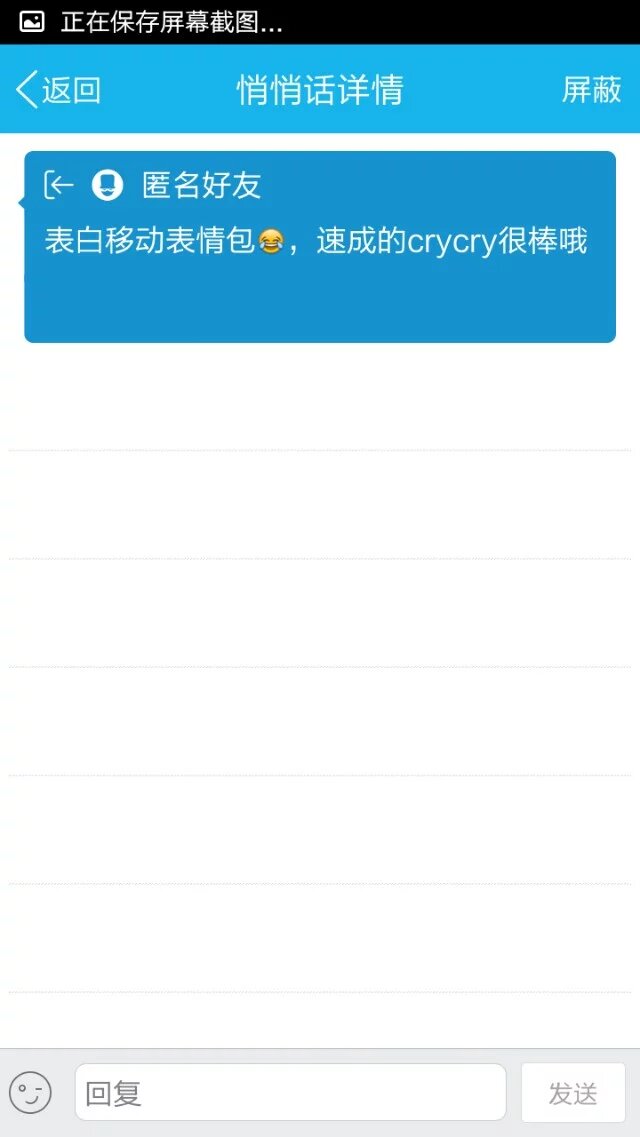 正在保存屏幕截图...
返回
悄悄话详情
屏蔽
匿名好友
表白移动表情包😂，速成的crycry很棒哦
回复
发送